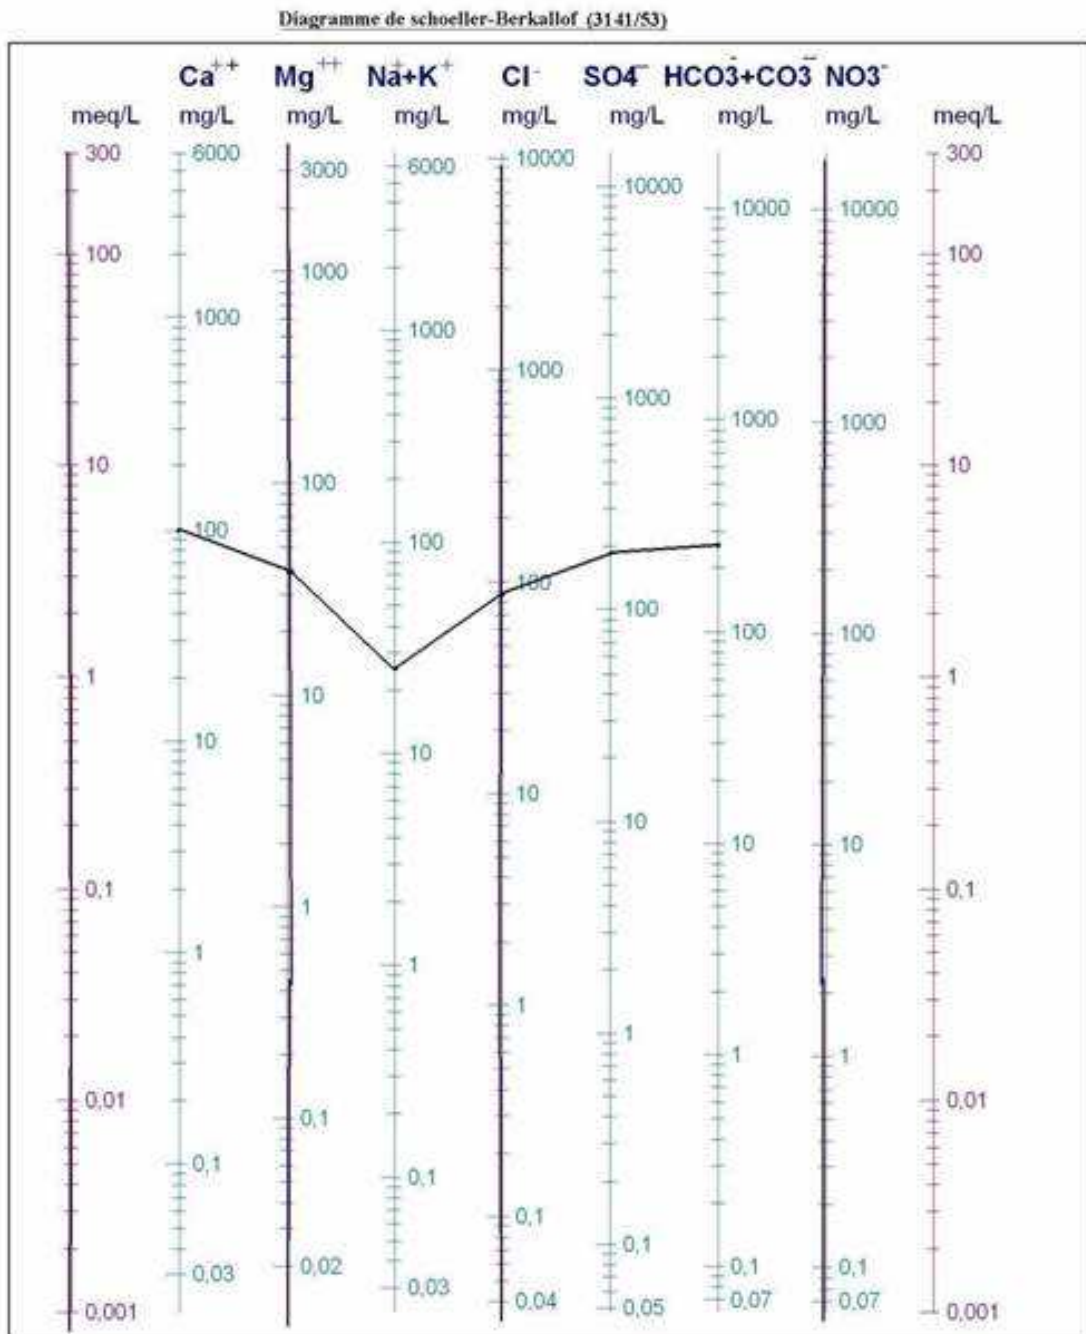 Diagramme de schoeller-Berkallof (3141/53)
Ca++ Mg++ Na+K+ Cl- SO4-- HCO3-+CO3-- NO3-
meq/L mg/L mg/L mg/L mg/L mg/L mg/L mg/L meq/L
300 6000 3000 6000 10000 10000 10000 10000 300
100 1000 1000 1000 1000 1000 1000 1000 100
10 100 100 100 100 100 100 100 10
1 10 10 10 10 10 10 10 1
0,1 1 1 1 1 1 1 1 0,1
0,01 0,1 0,1 0,1 0,1 0,1 0,1 0,1 0,01
0,001 0,03 0,02 0,03 0,04 0,05 0,07 0,07 0,001